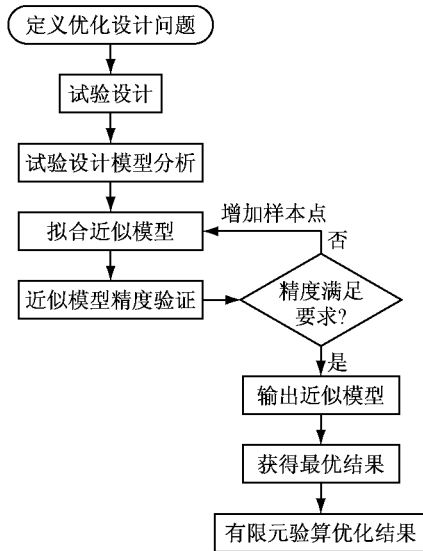 定义优化设计问题
试验设计
试验设计模型分析
拟合近似模型
增加样本点
否
近似模型精度验证
精度满足
要求?
是
输出近似模型
获得最优结果
有限元验算优化结果